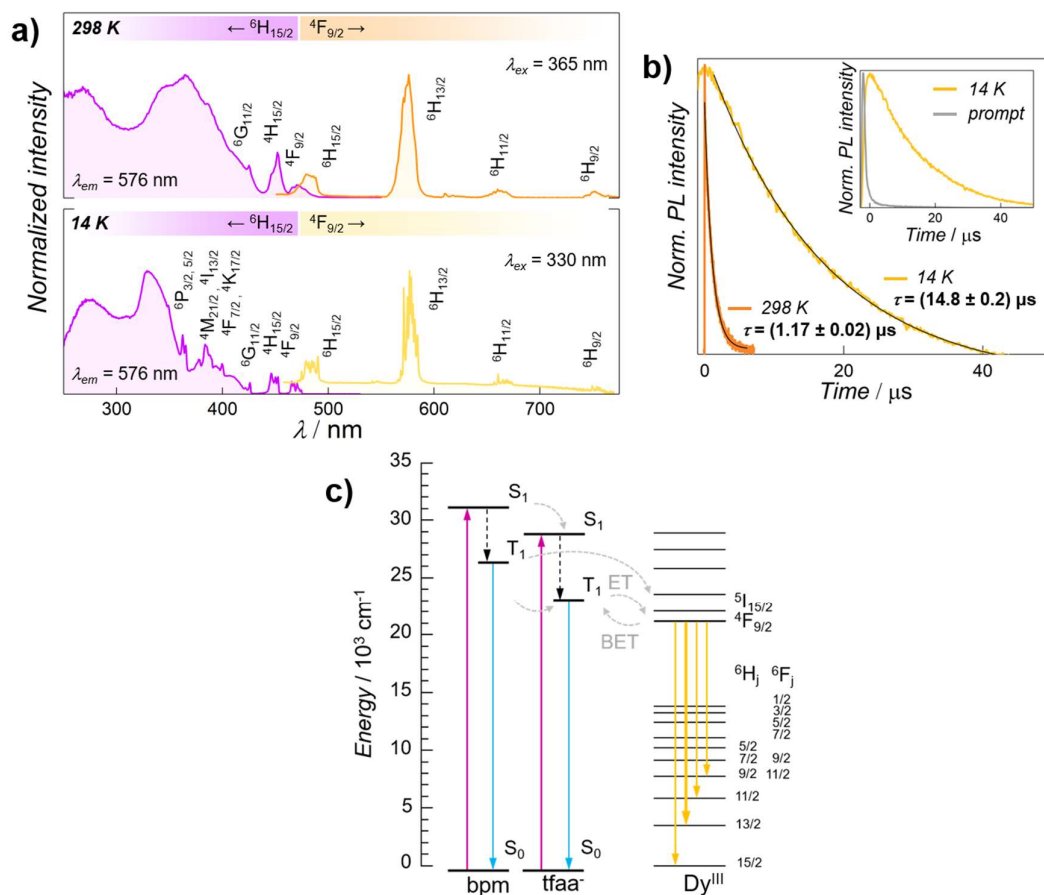 a)
298 K
← ⁶H₁₅/₂
⁴F₉/₂ →
λex = 365 nm
⁶H₁₃/₂
⁶G₁₁/₂
⁴H₁₅/₂
⁴F₉/₂
⁶H₁₅/₂
⁶H₁₁/₂
⁶H₉/₂
λem = 576 nm
14 K
← ⁶H₁₅/₂
⁴F₉/₂ →
λex = 330 nm
⁶P₃/₂, ₅/₂
⁴M₂₁/₂, ⁴I₁₃/₂
⁴F₇/₂, ⁴K₁₇/₂
⁶G₁₁/₂
⁴H₁₅/₂
⁴F₉/₂
⁶H₁₅/₂
⁶H₁₃/₂
⁶H₁₁/₂
⁶H₉/₂
λem = 576 nm
Normalized intensity
300 400 500 600 700
λ / nm
b)
Norm. PL intensity
14 K
prompt
Norm. PL intensity
0 20 40
Time / μs
14 K
τ = (14.8 ± 0.2) μs
298 K
τ = (1.17 ± 0.02) μs
0 20 40
Time / μs
c)
Energy / 10³ cm⁻¹
35
30
25
20
15
10
5
0
S₁
T₁
S₀
bpm
S₁
T₁
S₀
tfaa⁻
ET
BET
⁵I₁₅/₂
⁴F₉/₂
⁶Hj ⁶Fj
1/2
3/2
5/2
7/2
5/2
7/2 9/2
9/2 11/2
11/2
13/2
15/2
Dyᴵᴵᴵ